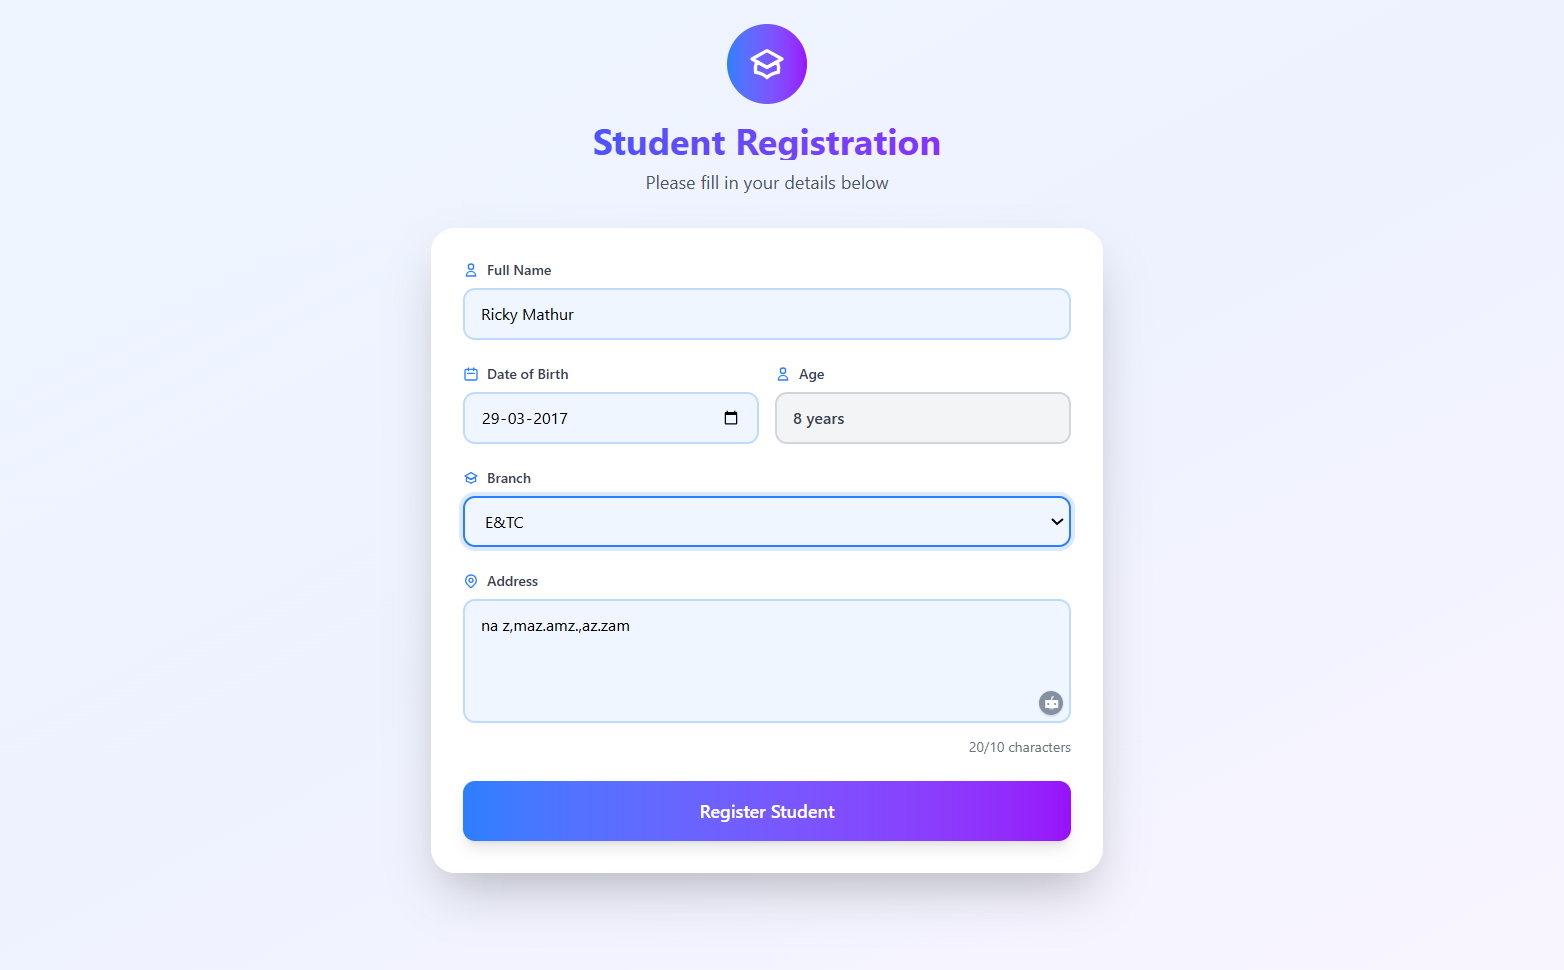 Student Registration
Please fill in your details below
Full Name
Ricky Mathur
Date of Birth
Age
29-03-2017
8 years
Branch
E&TC
Address
na z,maz.amz.,az.zam
20/10 characters
Register Student